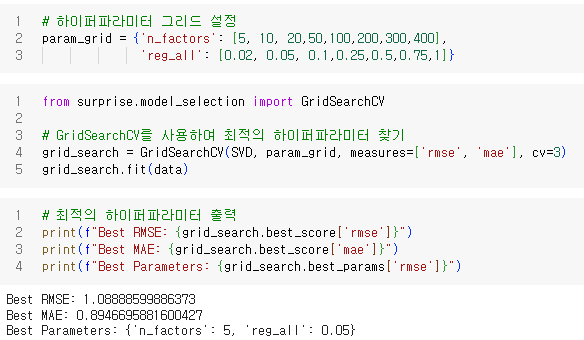 1 # 하이퍼파라미터 그리드 설정
2 param_grid = {'n_factors': [5, 10, 20,50,100,200,300,400],
3 'reg_all': [0.02, 0.05, 0.1,0.25,0.5,0.75,1]}
1 from surprise.model_selection import GridSearchCV
2
3 # GridSearchCV를 사용하여 최적의 하이퍼파라미터 찾기
4 grid_search = GridSearchCV(SVD, param_grid, measures=['rmse', 'mae'], cv=3)
5 grid_search.fit(data)
1 # 최적의 하이퍼파라미터 출력
2 print(f"Best RMSE: {grid_search.best_score['rmse']}")
3 print(f"Best MAE: {grid_search.best_score['mae']}")
4 print(f"Best Parameters: {grid_search.best_params['rmse']}")
Best RMSE: 1.0888599886373
Best MAE: 0.8946695881600427
Best Parameters: {'n_factors': 5, 'reg_all': 0.05}